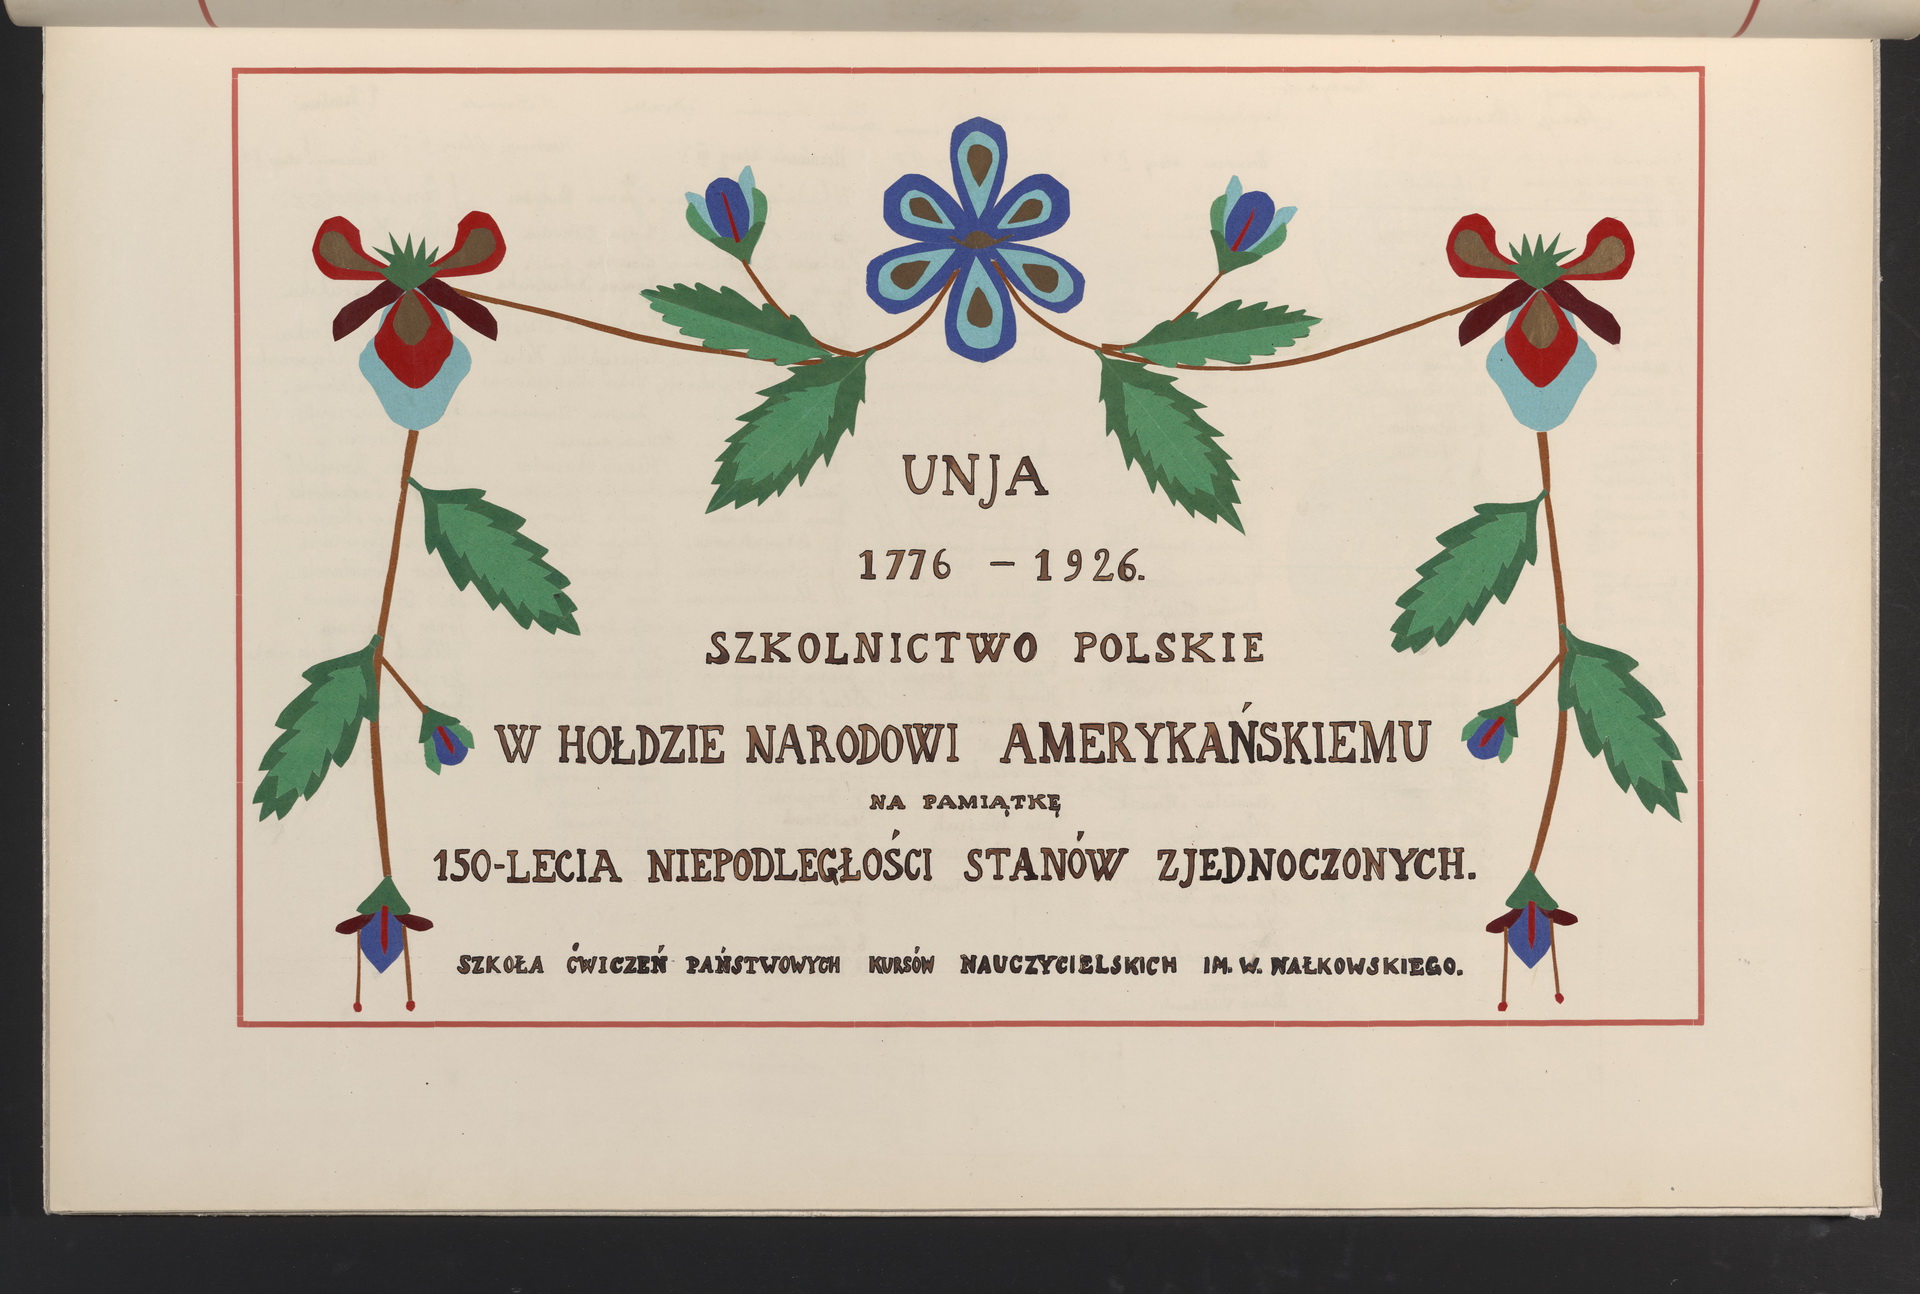 UNJA
1776 – 1926.
SZKOLNICTWO POLSKIE
W HOŁDZIE NARODOWI AMERYKAŃSKIEMU
NA PAMIĄTKĘ
150-LECIA NIEPODLEGŁOŚCI STANÓW ZJEDNOCZONYCH.
SZKOŁA ĆWICZEŃ PAŃSTWOWYCH KURSÓW NAUCZYCIELSKICH IM. W. NAŁKOWSKIEGO.